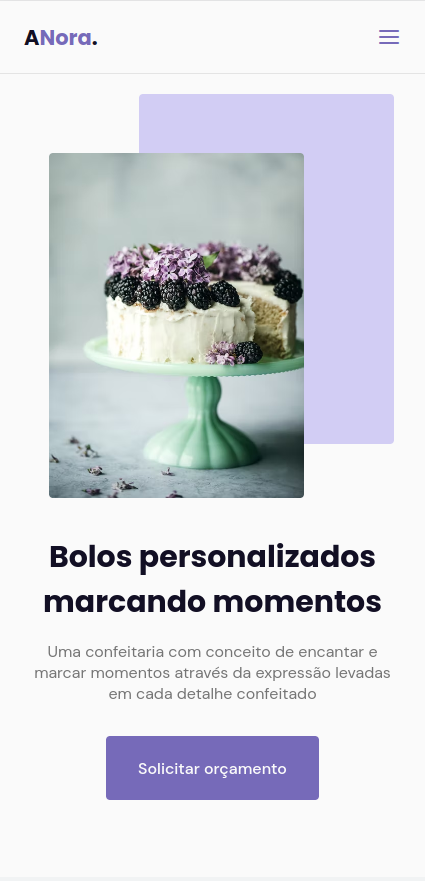 ANora.
Bolos personalizados
marcando momentos
Uma confeitaria com conceito de encantar e
marcar momentos através da expressão levadas
em cada detalhe confeitado
Solicitar orçamento